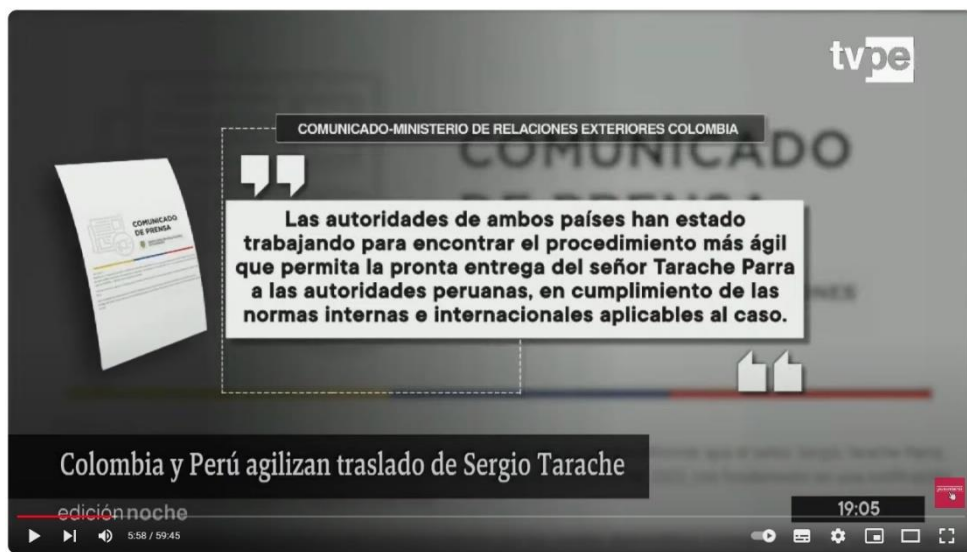 tvpe
COMUNICADO-MINISTERIO DE RELACIONES EXTERIORES COLOMBIA
COMUNICADO
DE PRENSA
COMUNICADO
DE PRENSA
Las autoridades de ambos países han estado
trabajando para encontrar el procedimiento más ágil
que permita la pronta entrega del señor Tarache Parra
a las autoridades peruanas, en cumplimiento de las
normas internas e internacionales aplicables al caso.
Colombia y Perú agilizan traslado de Sergio Tarache
edición noche
19:05
5:58 / 59:45